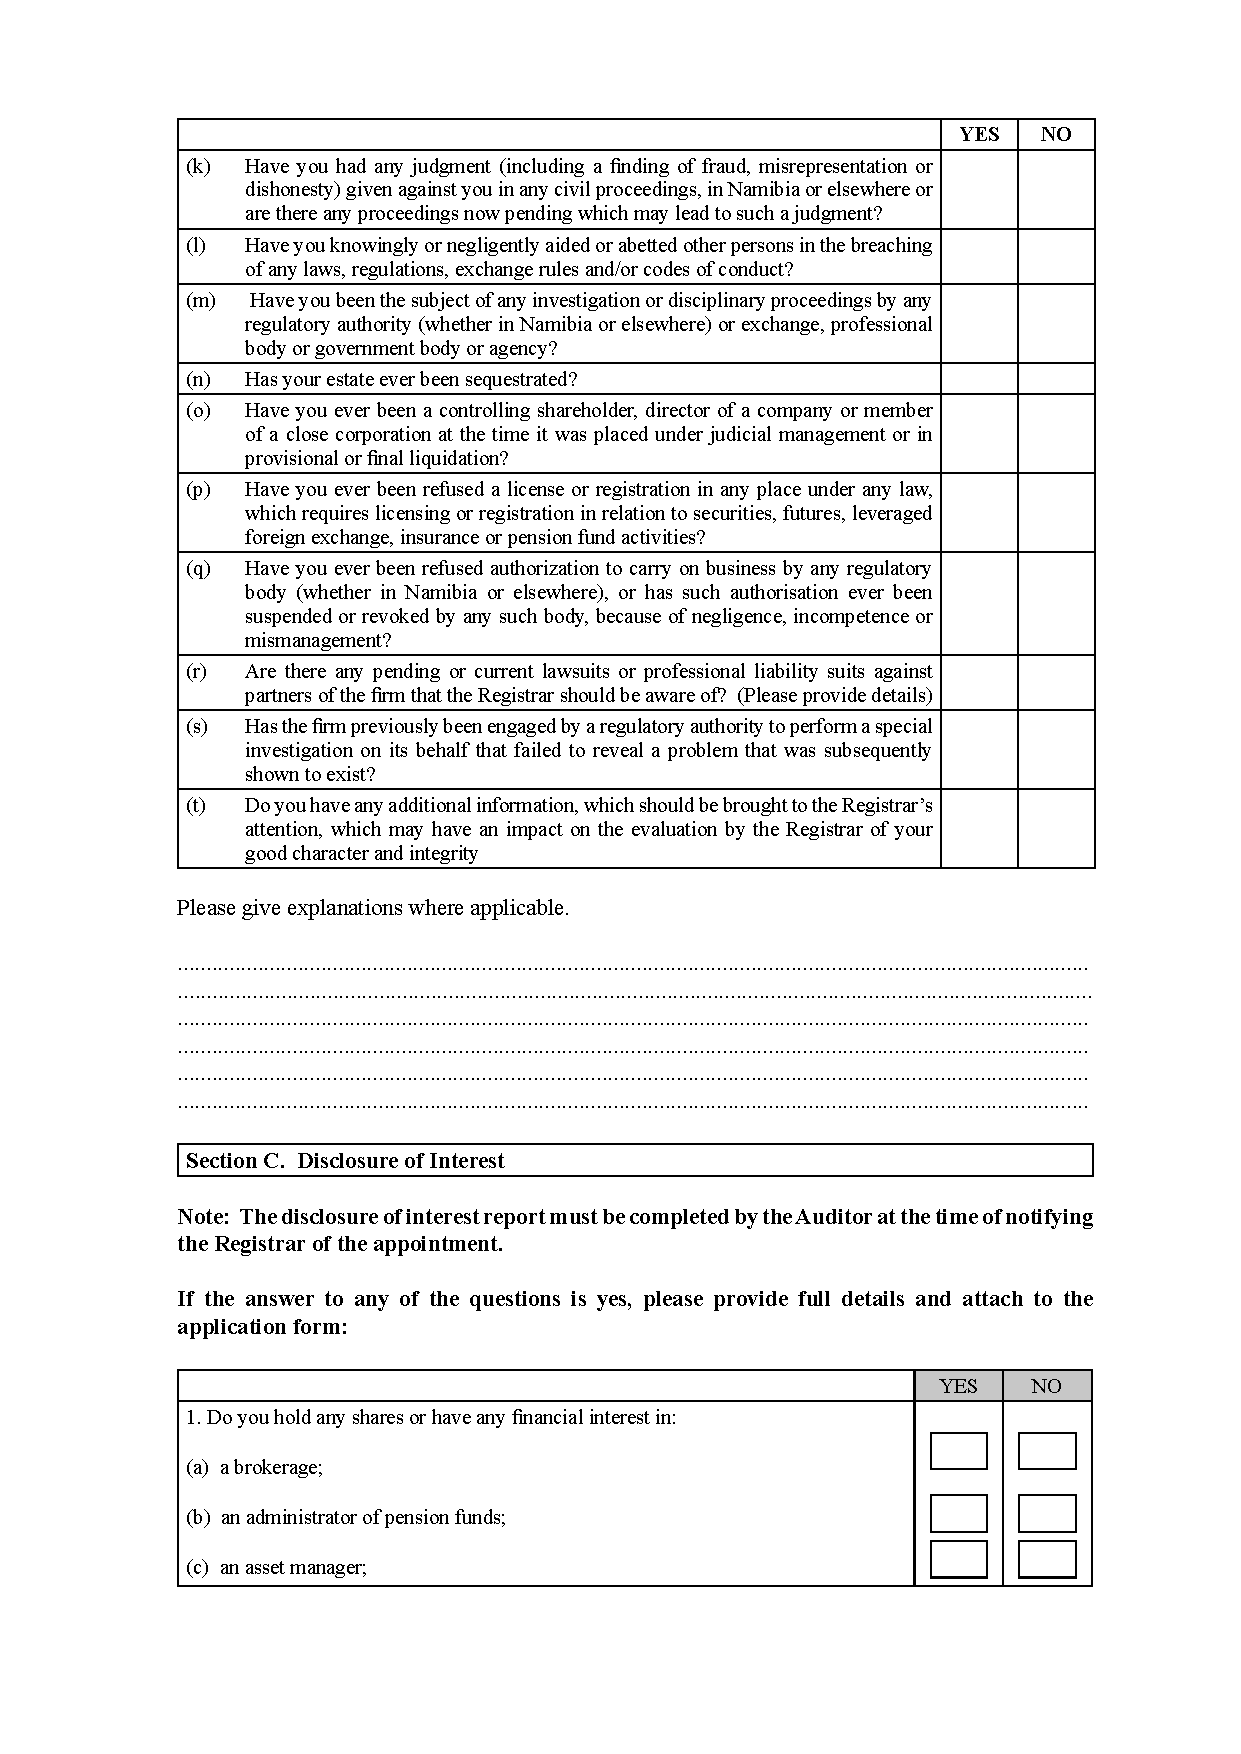 YES NO
(k) Have you had any judgment (including a finding of fraud, misrepresentation or
dishonesty) given against you in any civil proceedings, in Namibia or elsewhere or
are there any proceedings now pending which may lead to such a judgment?
(l) Have you knowingly or negligently aided or abetted other persons in the breaching
of any laws, regulations, exchange rules and/or codes of conduct?
(m) Have you been the subject of any investigation or disciplinary proceedings by any
regulatory authority (whether in Namibia or elsewhere) or exchange, professional
body or government body or agency?
(n) Has your estate ever been sequestrated?
(o) Have you ever been a controlling shareholder, director of a company or member
of a close corporation at the time it was placed under judicial management or in
provisional or final liquidation?
(p) Have you ever been refused a license or registration in any place under any law,
which requires licensing or registration in relation to securities, futures, leveraged
foreign exchange, insurance or pension fund activities?
(q) Have you ever been refused authorization to carry on business by any regulatory
body (whether in Namibia or elsewhere), or has such authorisation ever been
suspended or revoked by any such body, because of negligence, incompetence or
mismanagement?
(r) Are there any pending or current lawsuits or professional liability suits against
partners of the firm that the Registrar should be aware of? (Please provide details)
(s) Has the firm previously been engaged by a regulatory authority to perform a special
investigation on its behalf that failed to reveal a problem that was subsequently
shown to exist?
(t) Do you have any additional information, which should be brought to the Registrar’s
attention, which may have an impact on the evaluation by the Registrar of your
good character and integrity
Please give explanations where applicable.
Section C. Disclosure of Interest
Note: The disclosure of interest report must be completed by the Auditor at the time of notifying
the Registrar of the appointment.
If the answer to any of the questions is yes, please provide full details and attach to the
application form:
YES NO
1. Do you hold any shares or have any financial interest in:
(a) a brokerage;
(b) an administrator of pension funds;
(c) an asset manager;